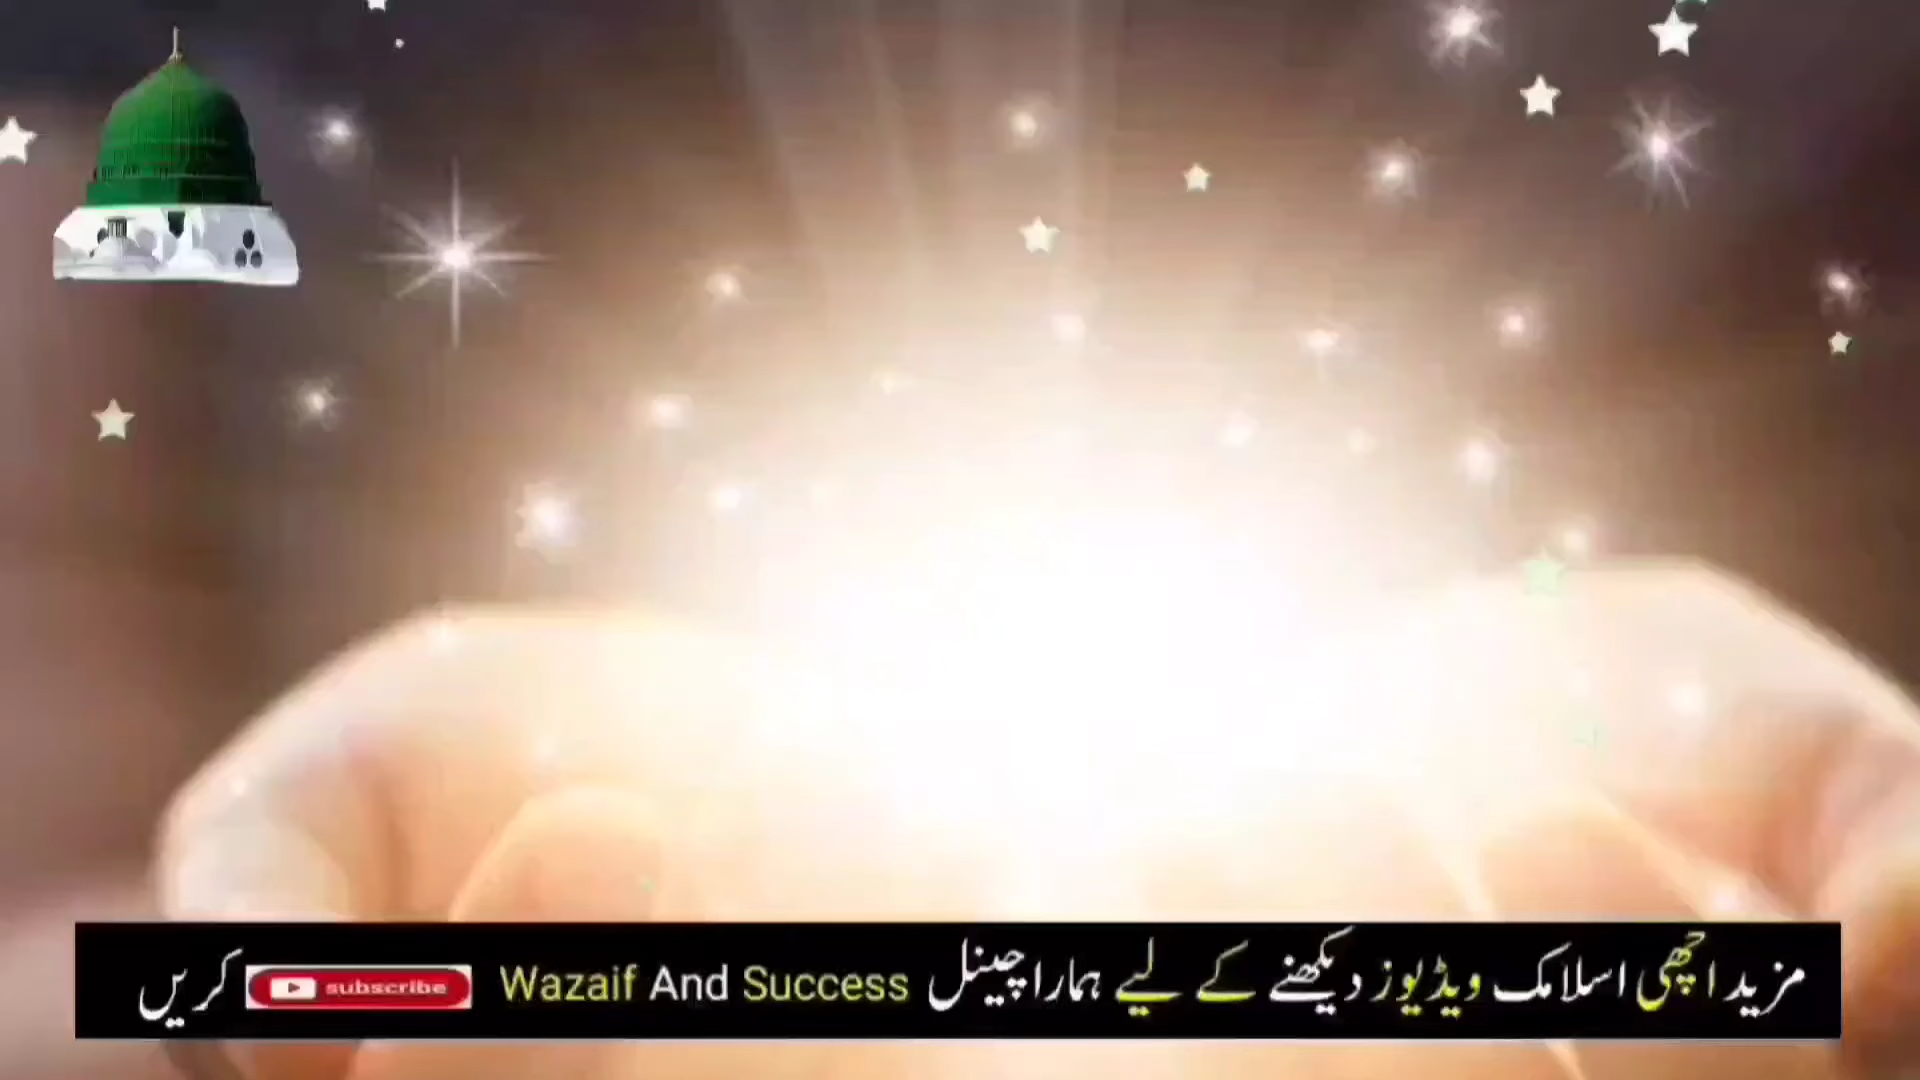 مزید اچھی اسلامک ویڈیوز دیکھنے کے لیے ہمارا چینل Wazaif And Success subscribe کریں